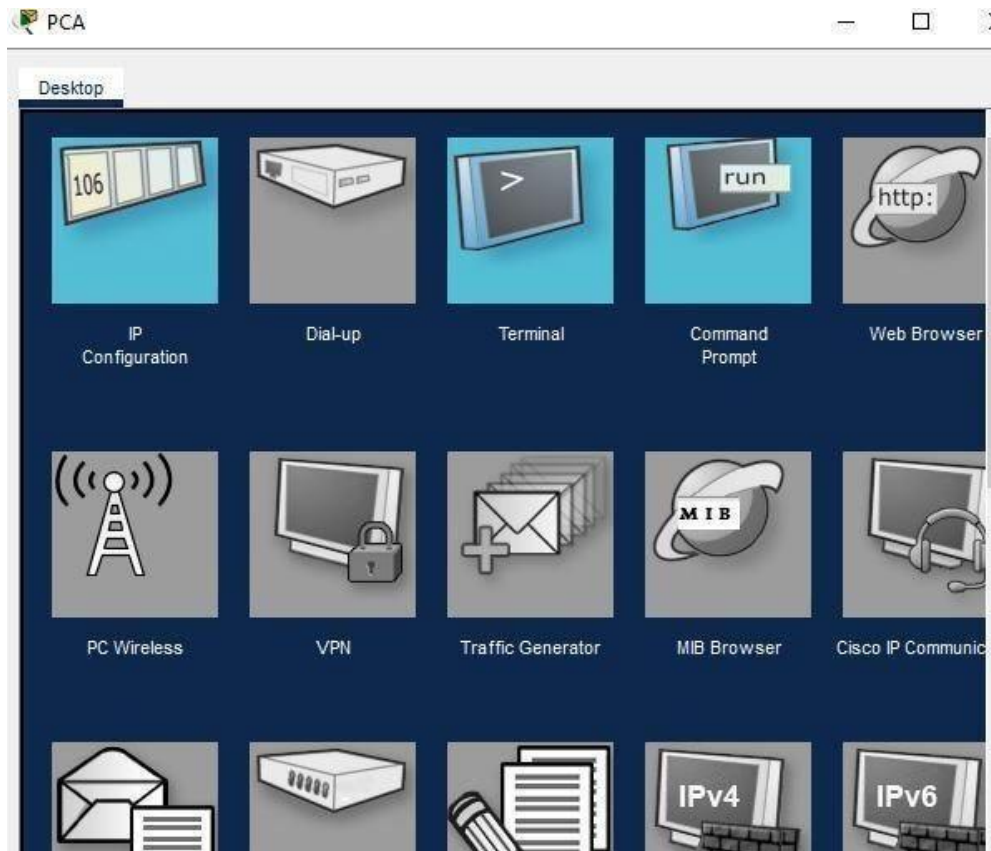 PCA
Desktop
106
>
run
http:
IP
Configuration
Dial-up
Terminal
Command
Prompt
Web Browser
MIB
PC Wireless
VPN
Traffic Generator
MIB Browser
Cisco IP Communic
IPv4
IPv6